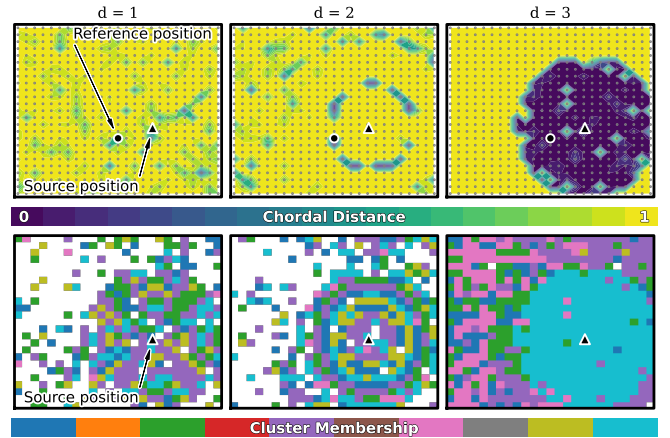 d = 1
d = 2
d = 3
Reference position
Source position
0 Chordal Distance 1
Source position
Cluster Membership